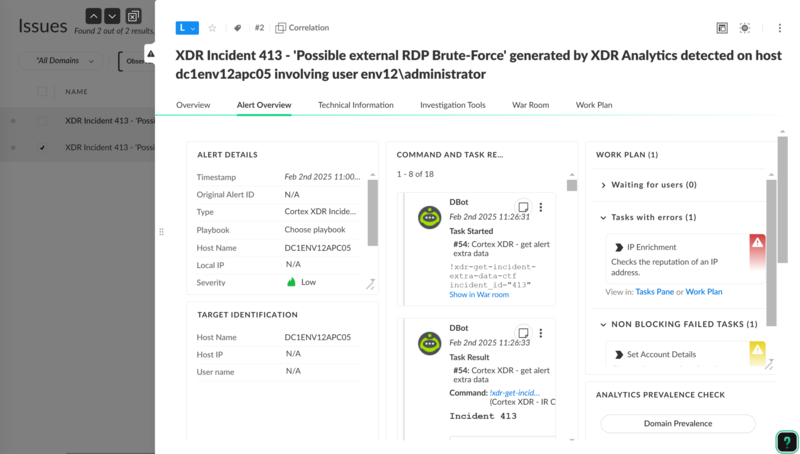 Issues
Found 2 out of 2 results,
"All Domains
Obser
NAME
XDR Incident 413 - 'Possi
XDR Incident 413 - 'Possi
L
#2
Correlation
XDR Incident 413 - 'Possible external RDP Brute-Force' generated by XDR Analytics detected on host
dc1env12apc05 involving user env12\administrator
Overview
Alert Overview
Technical Information
Investigation Tools
War Room
Work Plan
ALERT DETAILS
Timestamp Feb 2nd 2025 11:00...
Original Alert ID N/A
Type Cortex XDR Incide...
Playbook Choose playbook
Host Name DC1ENV12APC05
Local IP N/A
Severity Low
TARGET IDENTIFICATION
Host Name DC1ENV12APC05
Host IP N/A
User name N/A
COMMAND AND TASK RE...
1 - 8 of 18
DBot
Feb 2nd 2025 11:26:31
Task Started
#54: Cortex XDR - get alert
extra data
!xdr-get-incident-
extra-data-ctf
incident_id="413"
Show in War room
DBot
Feb 2nd 2025 11:26:33
Task Result
#54: Cortex XDR - get alert
extra data
Command: !xdr-get-incid...
(Cortex XDR - IR C
Incident 413
WORK PLAN (1)
Waiting for users (0)
Tasks with errors (1)
IP Enrichment
Checks the reputation of an IP
address.
View in: Tasks Pane or Work Plan
NON BLOCKING FAILED TASKS (1)
Set Account Details
ANALYTICS PREVALENCE CHECK
Domain Prevalence
?